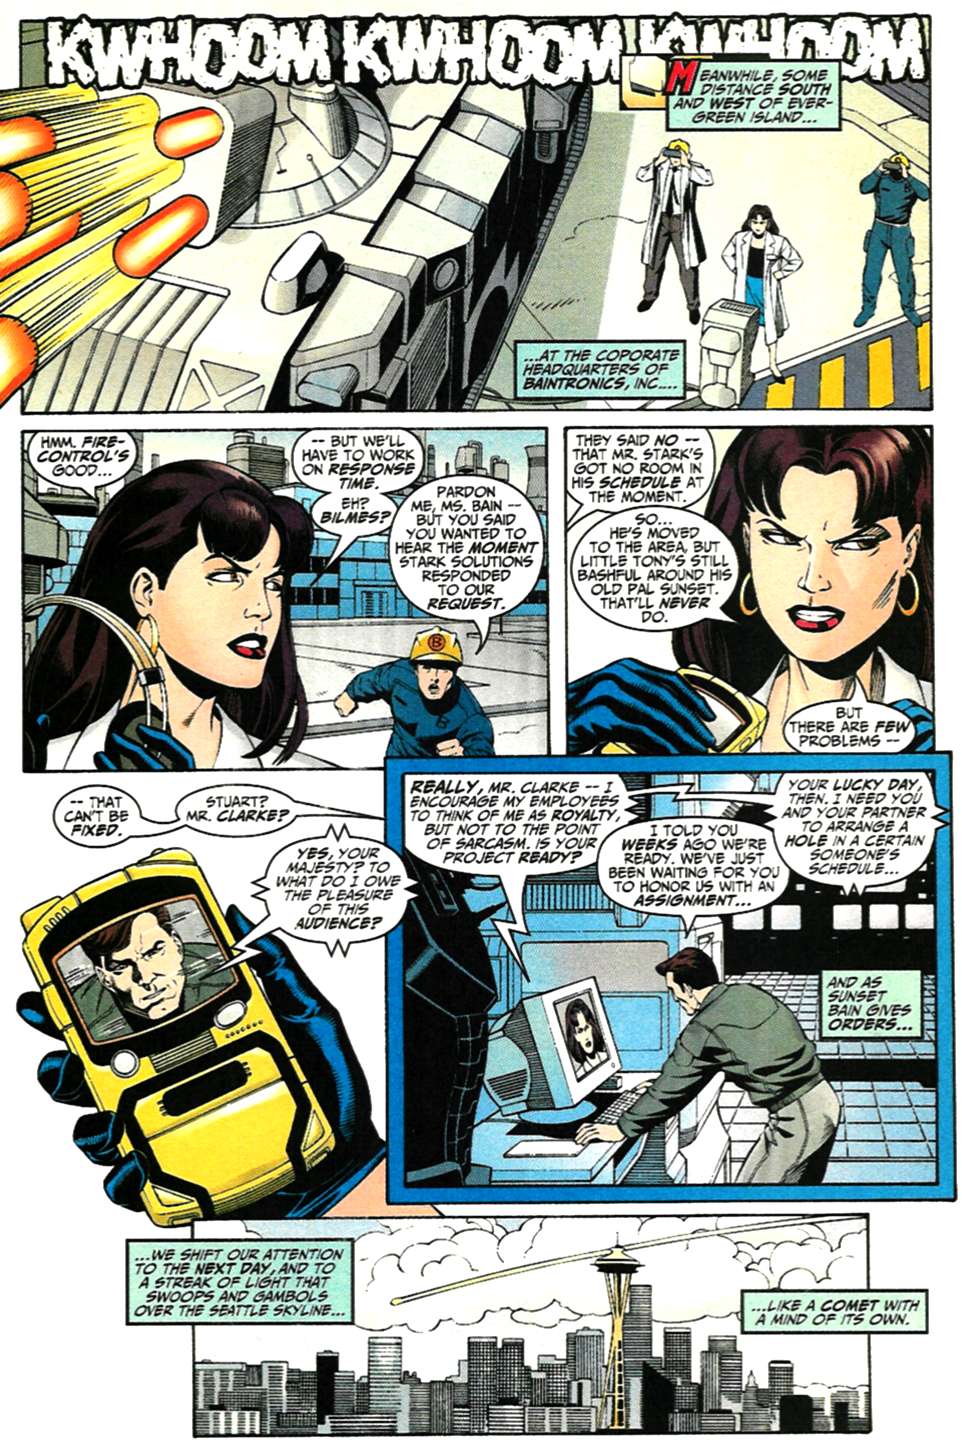 KWHOOM KWHOOM KWHOOM
MEANWHILE, SOME
DISTANCE SOUTH
AND WEST OF EVER-
GREEN ISLAND...
...AT THE COPORATE
HEADQUARTERS OF
BAINTRONICS, INC....
HMM. FIRE-
CONTROL'S
GOOD...
-- BUT WE'LL
HAVE TO WORK
ON RESPONSE
TIME.
EH?
BILMES?
PARDON
ME, MS. BAIN --
BUT YOU SAID
YOU WANTED TO
HEAR THE MOMENT
STARK SOLUTIONS
RESPONDED
TO OUR
REQUEST.
THEY SAID NO --
THAT MR. STARK'S
GOT NO ROOM IN
HIS SCHEDULE AT
THE MOMENT.
SO...
HE'S MOVED
TO THE AREA, BUT
LITTLE TONY'S STILL
BASHFUL AROUND HIS
OLD PAL SUNSET.
THAT'LL NEVER
DO.
BUT
THERE ARE FEW
PROBLEMS --
-- THAT
CAN'T BE
FIXED.
STUART?
MR. CLARKE?
YES, YOUR
MAJESTY? TO
WHAT DO I OWE
THE PLEASURE
OF THIS
AUDIENCE?
REALLY, MR. CLARKE -- I
ENCOURAGE MY EMPLOYEES
TO THINK OF ME AS ROYALTY,
BUT NOT TO THE POINT
OF SARCASM. IS YOUR
PROJECT READY?
I TOLD YOU
WEEKS AGO WE'RE
READY. WE'VE JUST
BEEN WAITING FOR YOU
TO HONOR US WITH AN
ASSIGNMENT...
YOUR LUCKY DAY,
THEN. I NEED YOU
AND YOUR PARTNER
TO ARRANGE A
HOLE IN A CERTAIN
SOMEONE'S
SCHEDULE...
AND AS
SUNSET
BAIN GIVES
ORDERS...
...WE SHIFT OUR ATTENTION
TO THE NEXT DAY, AND TO
A STREAK OF LIGHT THAT
SWOOPS AND GAMBOLS
OVER THE SEATTLE SKYLINE...
...LIKE A COMET WITH
A MIND OF ITS OWN.